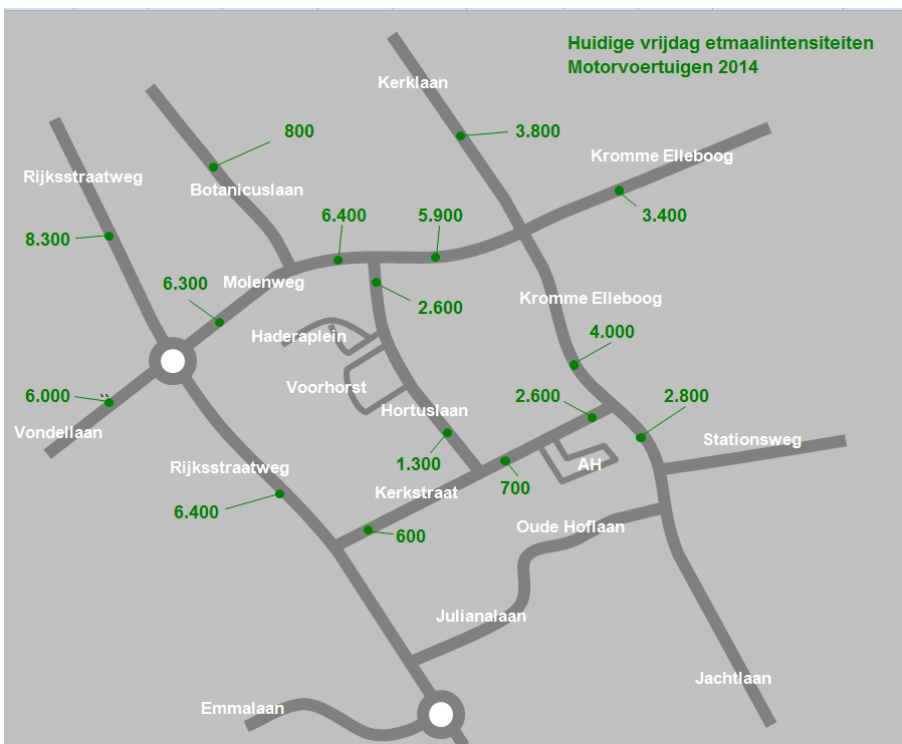 Huidige vrijdag etmaalintensiteiten
Motorvoertuigen 2014
Kerklaan
800
3.800
Kromme Elleboog
Rijksstraatweg
Botanicuslaan
6.400
5.900
3.400
8.300
6.300
Molenweg
2.600
Kromme Elleboog
Haderaplein
4.000
Voorhorst
6.000
Hortuslaan
2.600
2.800
Vondellaan
Stationsweg
Rijksstraatweg
1.300
AH
Kerkstraat
700
6.400
600
Oude Hoflaan
Julianalaan
Jachtlaan
Emmalaan